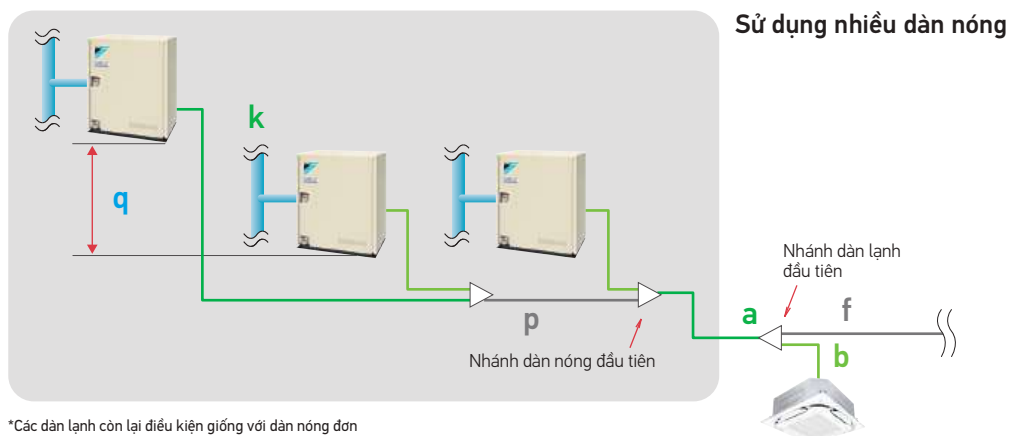 Sử dụng nhiều dàn nóng
k
q
Nhánh dàn lạnh
đầu tiên
p
a
f
b
Nhánh dàn nóng đầu tiên
*Các dàn lạnh còn lại điều kiện giống với dàn nóng đơn